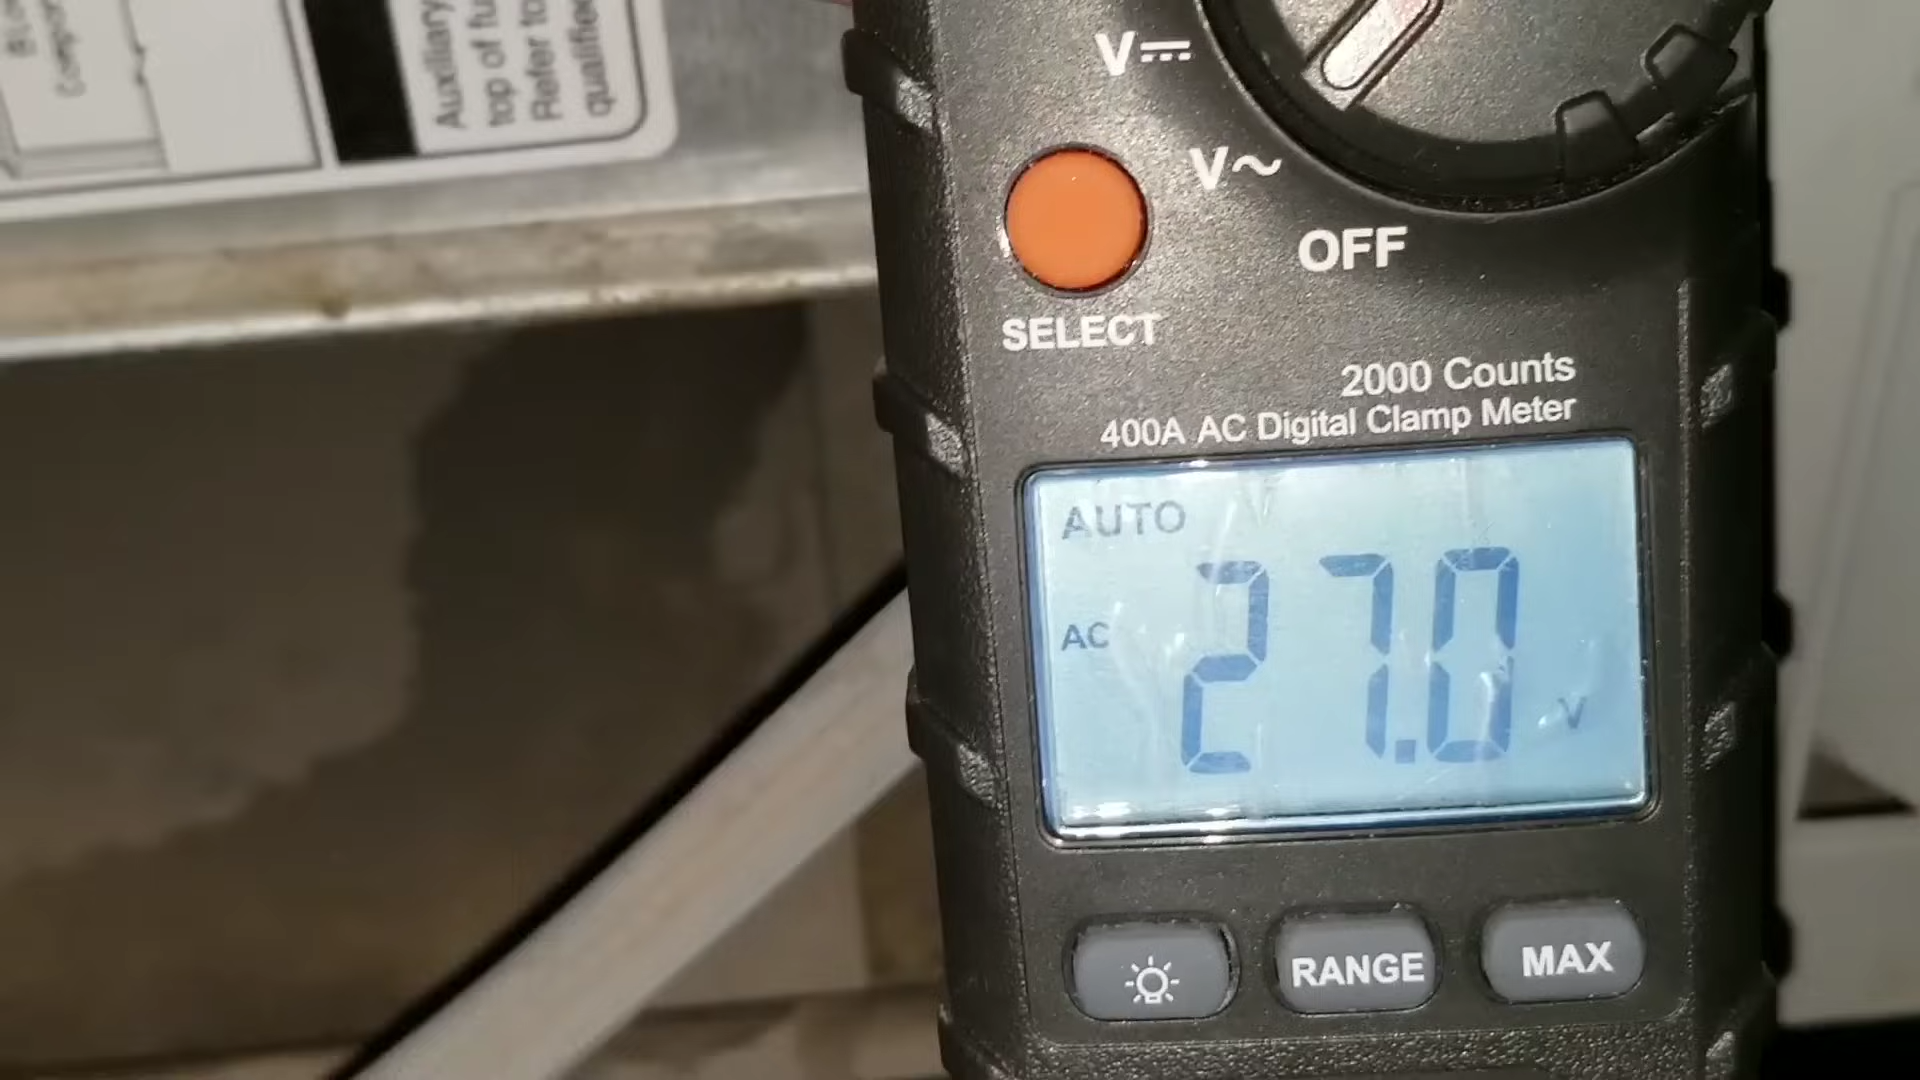 Auxiliary
top of fu
Refer to
qualified
V⎓
V~
OFF
SELECT
2000 Counts
400A AC Digital Clamp Meter
AUTO
AC
27.0
V
RANGE
MAX